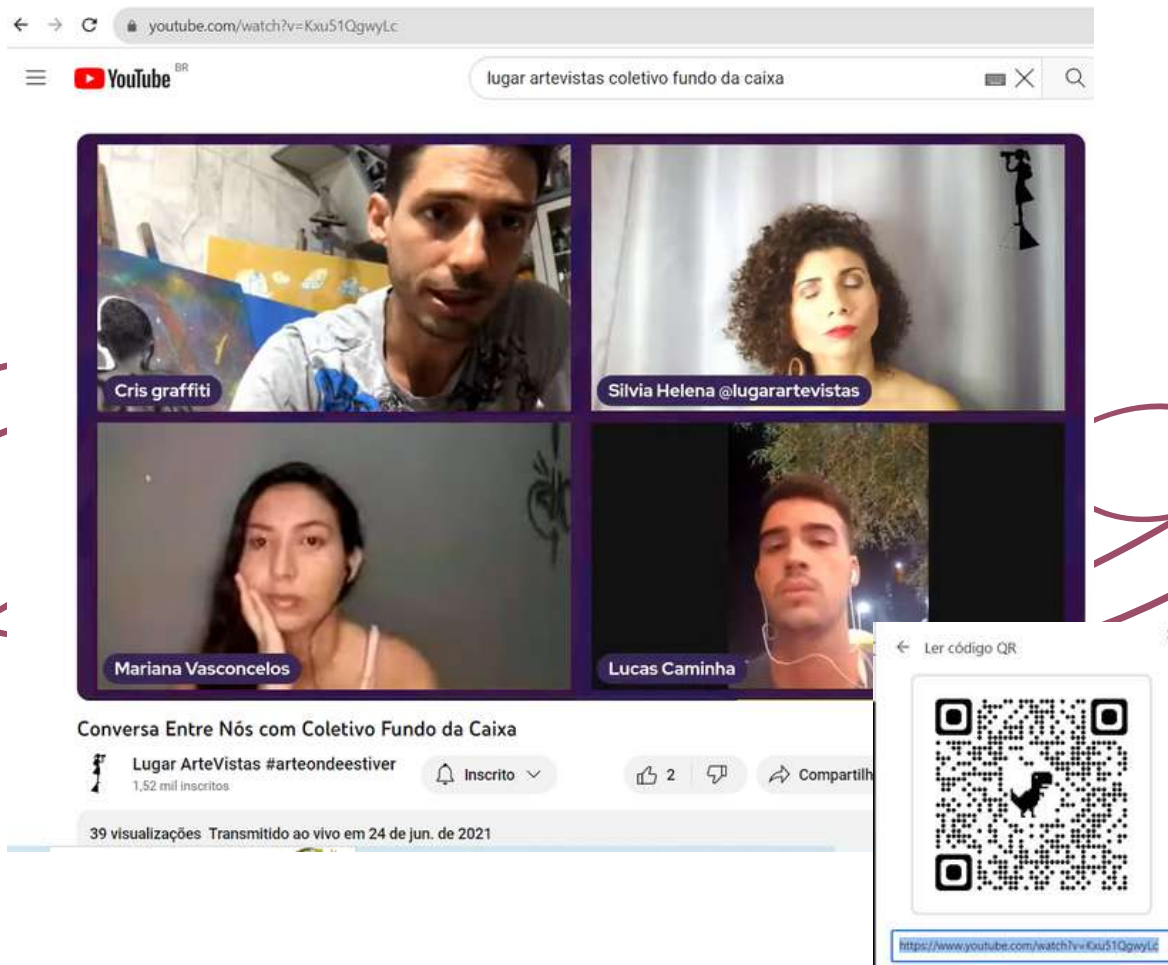 youtube.com/watch?v=Kxu51QgwyLc
YouTube BR
lugar artevistas coletivo fundo da caixa
Cris graffiti
Silvia Helena @lugarartevistas
Mariana Vasconcelos
Lucas Caminha
Conversa Entre Nós com Coletivo Fundo da Caixa
Lugar ArteVistas #arteondeestiver
1,52 mil inscritos
Inscrito
2
Compartilh
39 visualizações Transmitido ao vivo em 24 de jun. de 2021
Ler código QR
https://www.youtube.com/watch?v=Kxu51QgwyLc